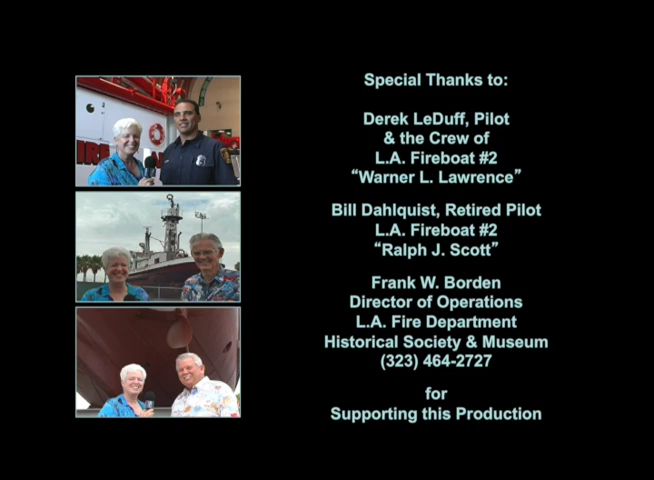 Special Thanks to:
Derek LeDuff, Pilot
& the Crew of
L.A. Fireboat #2
“Warner L. Lawrence”
Bill Dahlquist, Retired Pilot
L.A. Fireboat #2
“Ralph J. Scott”
Frank W. Borden
Director of Operations
L.A. Fire Department
Historical Society & Museum
(323) 464-2727
for
Supporting this Production